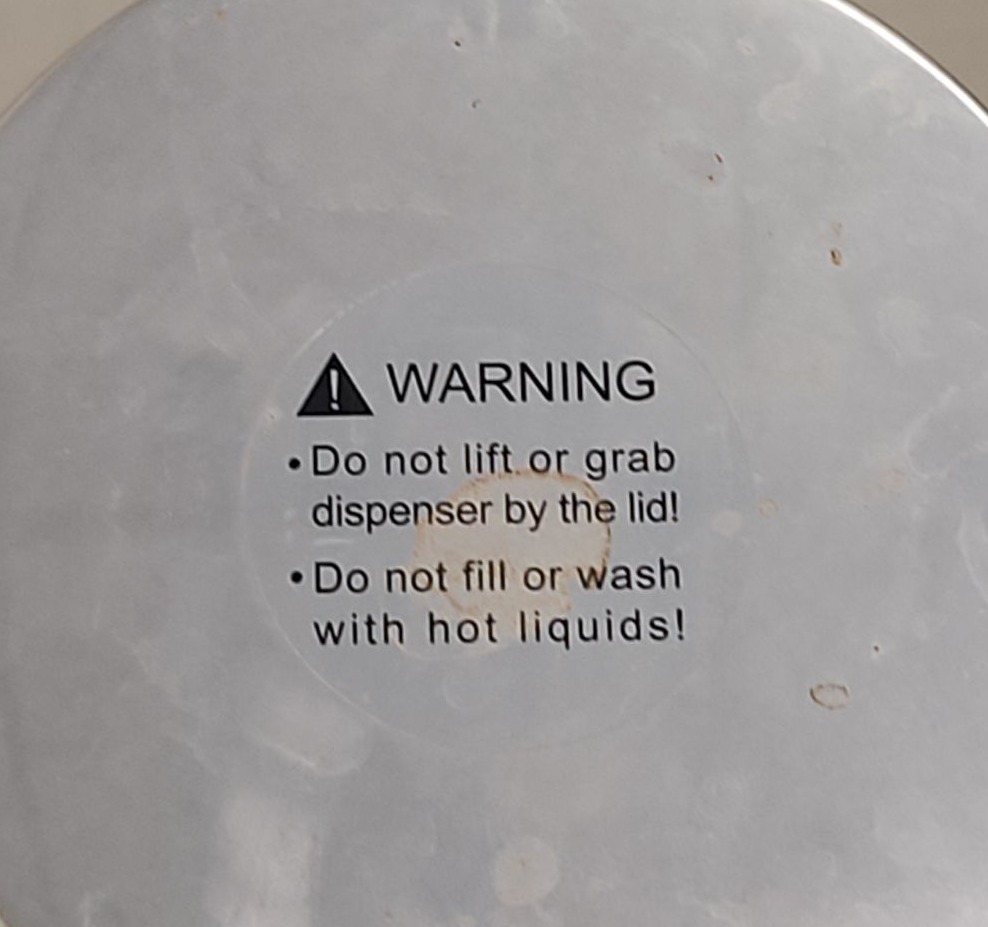 WARNING
• Do not lift or grab
dispenser by the lid!
• Do not fill or wash
with hot liquids!